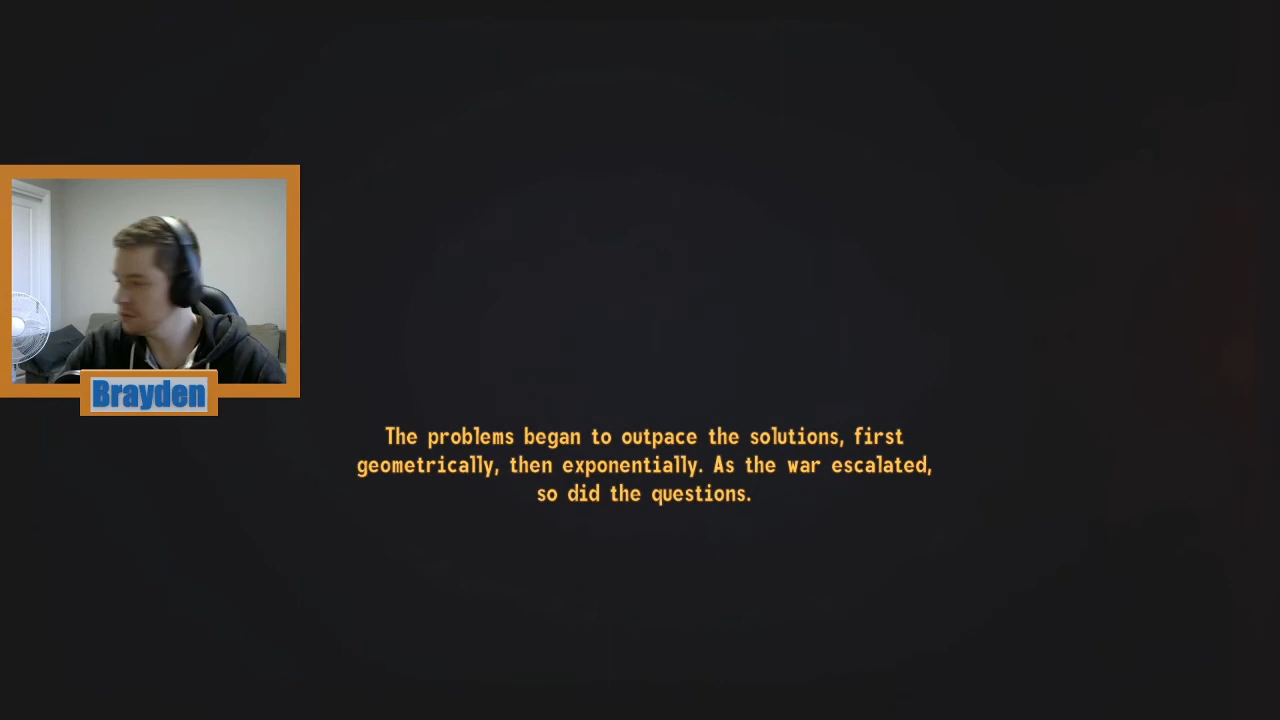 Brayden
The problems began to outpace the solutions, first
geometrically, then exponentially. As the war escalated,
so did the questions.